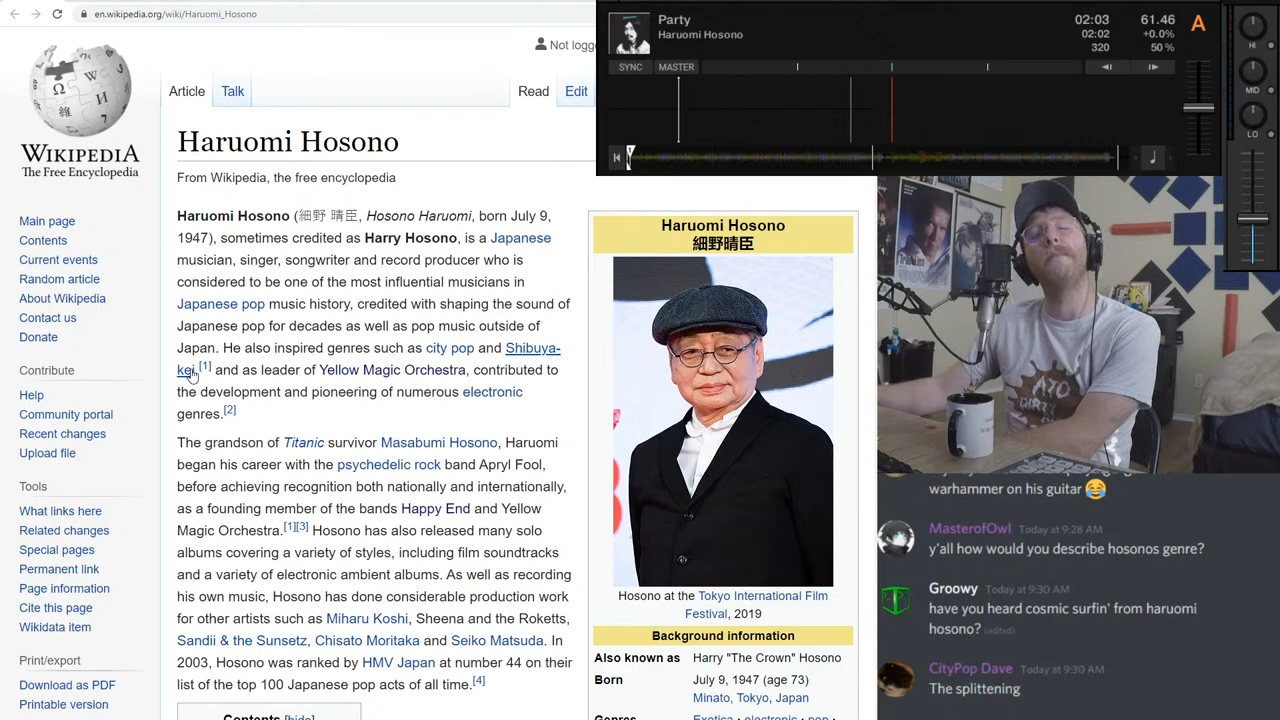 en.wikipedia.org/wiki/Haruomi_Hosono
WIKIPEDIA
The Free Encyclopedia
Main page
Contents
Current events
Random article
About Wikipedia
Contact us
Donate
Contribute
Help
Community portal
Recent changes
Upload file
Tools
What links here
Related changes
Special pages
Permanent link
Page information
Cite this page
Wikidata item
Print/export
Download as PDF
Printable version
Not logge
Article Talk Read Edit
Haruomi Hosono
From Wikipedia, the free encyclopedia
Haruomi Hosono (細野 晴臣, Hosono Haruomi, born July 9,
1947), sometimes credited as Harry Hosono, is a Japanese
musician, singer, songwriter and record producer who is
considered to be one of the most influential musicians in
Japanese pop music history, credited with shaping the sound of
Japanese pop for decades as well as pop music outside of
Japan. He also inspired genres such as city pop and Shibuya-
kei,[1] and as leader of Yellow Magic Orchestra, contributed to
the development and pioneering of numerous electronic
genres.[2]
The grandson of Titanic survivor Masabumi Hosono, Haruomi
began his career with the psychedelic rock band Apryl Fool,
before achieving recognition both nationally and internationally,
as a founding member of the bands Happy End and Yellow
Magic Orchestra.[1][3] Hosono has also released many solo
albums covering a variety of styles, including film soundtracks
and a variety of electronic ambient albums. As well as recording
his own music, Hosono has done considerable production work
for other artists such as Miharu Koshi, Sheena and the Rokkets,
Sandii & the Sunsetz, Chisato Moritaka and Seiko Matsuda. In
2003, Hosono was ranked by HMV Japan at number 44 on their
list of the top 100 Japanese pop acts of all time.[4]
Contents [hide]
Haruomi Hosono
細野晴臣
Hosono at the Tokyo International Film
Festival, 2019
Background information
Also known as Harry "The Crown" Hosono
Born July 9, 1947 (age 73)
Minato, Tokyo, Japan
Genres Exotica · electronic · pop ·
Party 02:03 61.46 A
Haruomi Hosono 02:02 +0.0%
320 50 %
SYNC MASTER
HI
MID
LO
warhammer on his guitar 😂
MasterofOwl Today at 9:28 AM
y'all how would you describe hosonos genre?
Groowy Today at 9:30 AM
have you heard cosmic surfin' from haruomi
hosono? (edited)
CityPop Dave Today at 9:30 AM
The splittening